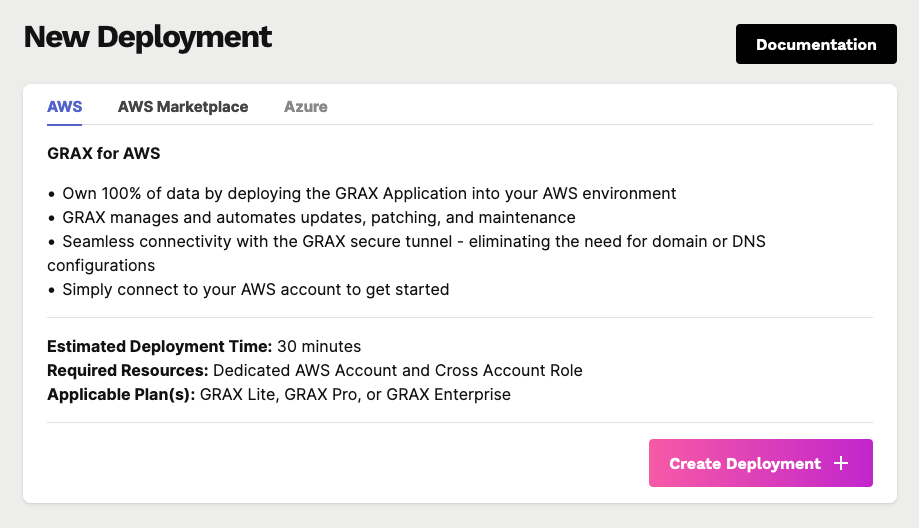 New Deployment
Documentation
AWS
AWS Marketplace
Azure
GRAX for AWS
• Own 100% of data by deploying the GRAX Application into your AWS environment
• GRAX manages and automates updates, patching, and maintenance
• Seamless connectivity with the GRAX secure tunnel - eliminating the need for domain or DNS
configurations
• Simply connect to your AWS account to get started
Estimated Deployment Time: 30 minutes
Required Resources: Dedicated AWS Account and Cross Account Role
Applicable Plan(s): GRAX Lite, GRAX Pro, or GRAX Enterprise
Create Deployment +